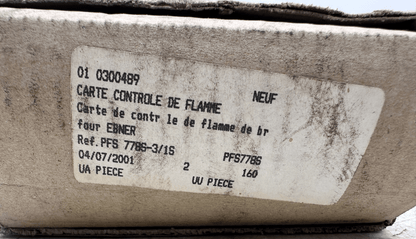 01 0300489
CARTE CONTROLE DE FLAMME NEUF
Carte de contr le de flamme de br
four EBNER
Ref.PFS 778S-3/1S PFS778S
04/07/2001 2 160
UA PIECE UV PIECE